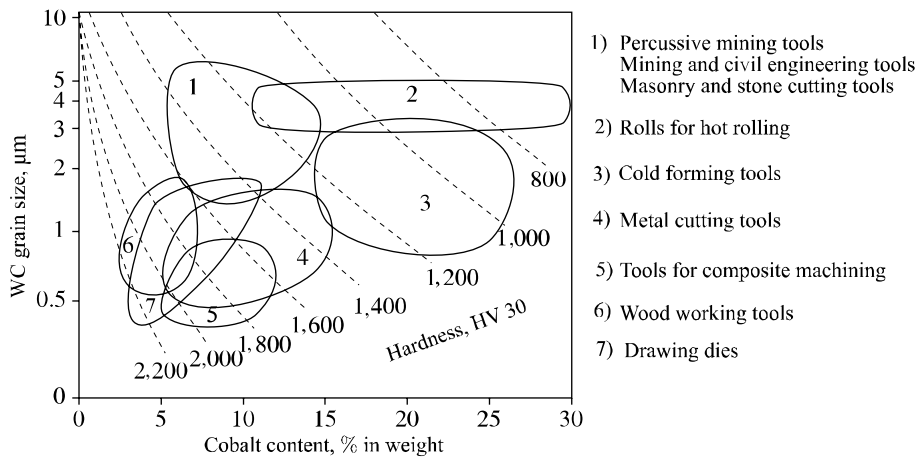 10
5
4
3
2
1
0.5
0
WC grain size, μm
0 5 10 15 20 25 30
Cobalt content, % in weight
1
2
3
4
5
6
7
800
1,000
1,200
1,400
1,600
1,800
2,000
2,200
Hardness, HV 30
1) Percussive mining tools
Mining and civil engineering tools
Masonry and stone cutting tools
2) Rolls for hot rolling
3) Cold forming tools
4) Metal cutting tools
5) Tools for composite machining
6) Wood working tools
7) Drawing dies